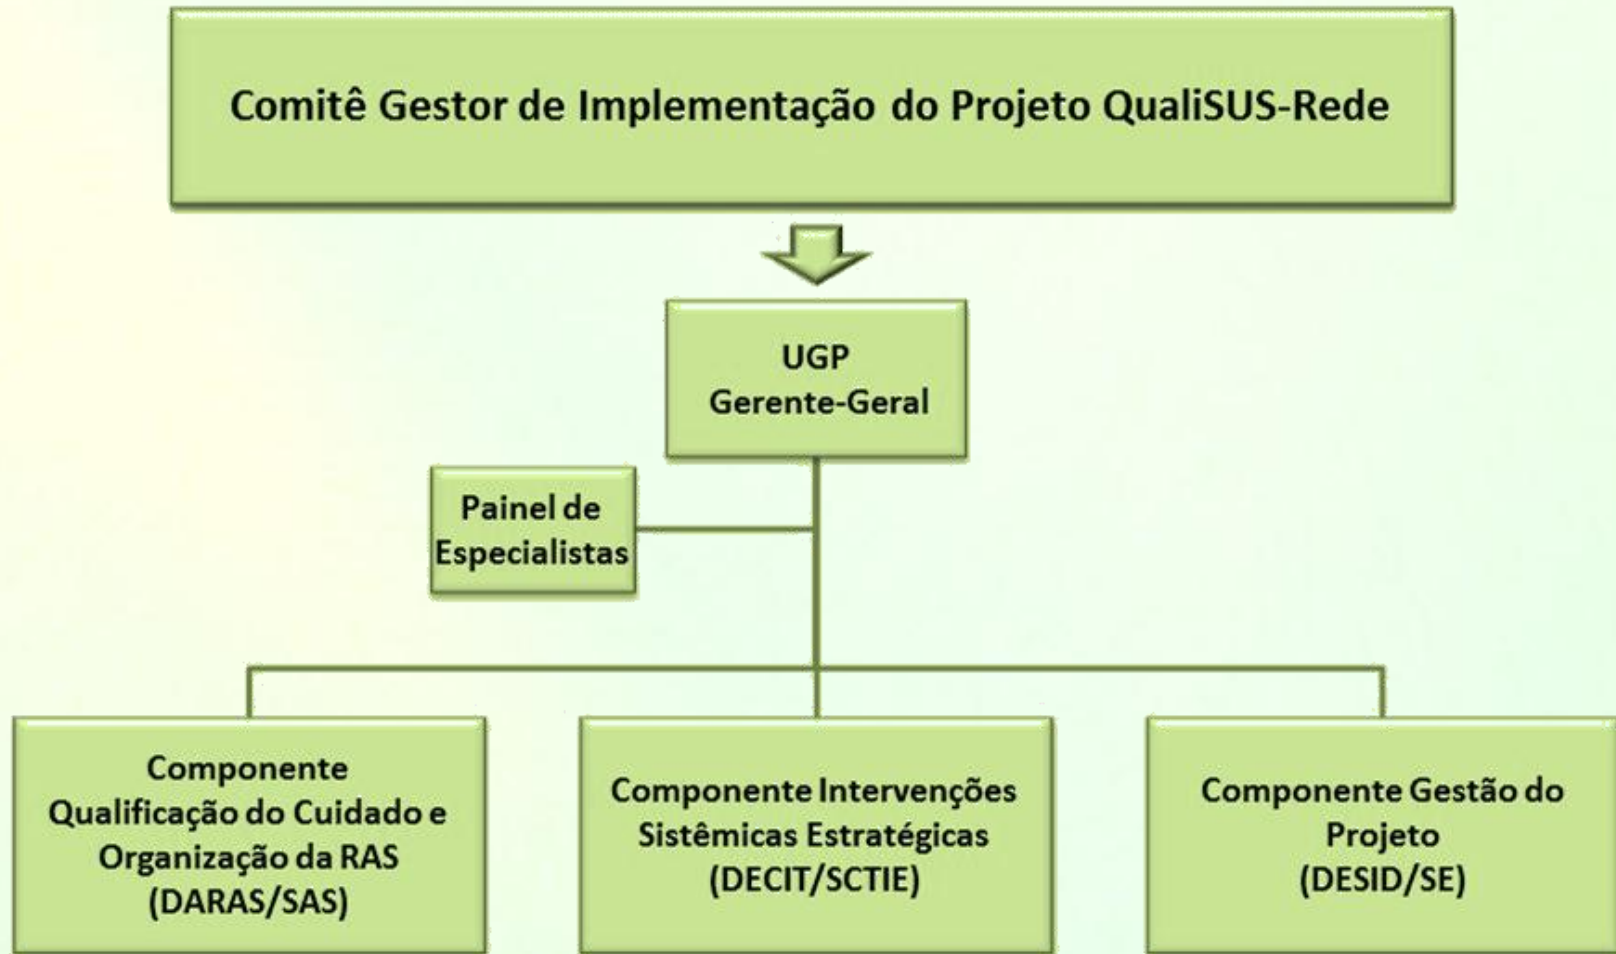 Comitê Gestor de Implementação do Projeto QualiSUS-Rede
UGP
Gerente-Geral
Painel de
Especialistas
Componente
Qualificação do Cuidado e
Organização da RAS
(DARAS/SAS)
Componente Intervenções
Sistêmicas Estratégicas
(DECIT/SCTIE)
Componente Gestão do
Projeto
(DESID/SE)